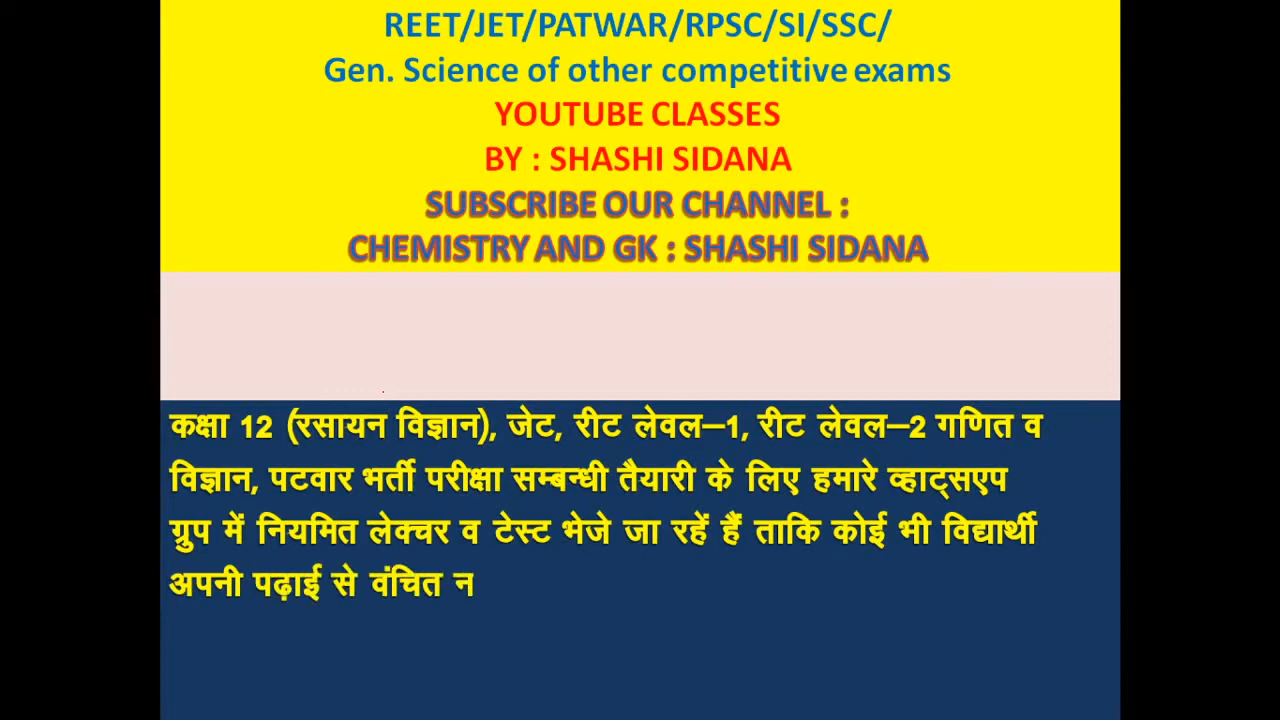 REET/JET/PATWAR/RPSC/SI/SSC/
Gen. Science of other competitive exams
YOUTUBE CLASSES
BY : SHASHI SIDANA
SUBSCRIBE OUR CHANNEL :
CHEMISTRY AND GK : SHASHI SIDANA
कक्षा 12 (रसायन विज्ञान), जेट, रीट लेवल–1, रीट लेवल–2 गणित व
विज्ञान, पटवार भर्ती परीक्षा सम्बन्धी तैयारी के लिए हमारे व्हाट्सएप
ग्रुप में नियमित लेक्चर व टेस्ट भेजे जा रहें हैं ताकि कोई भी विद्यार्थी
अपनी पढ़ाई से वंचित न